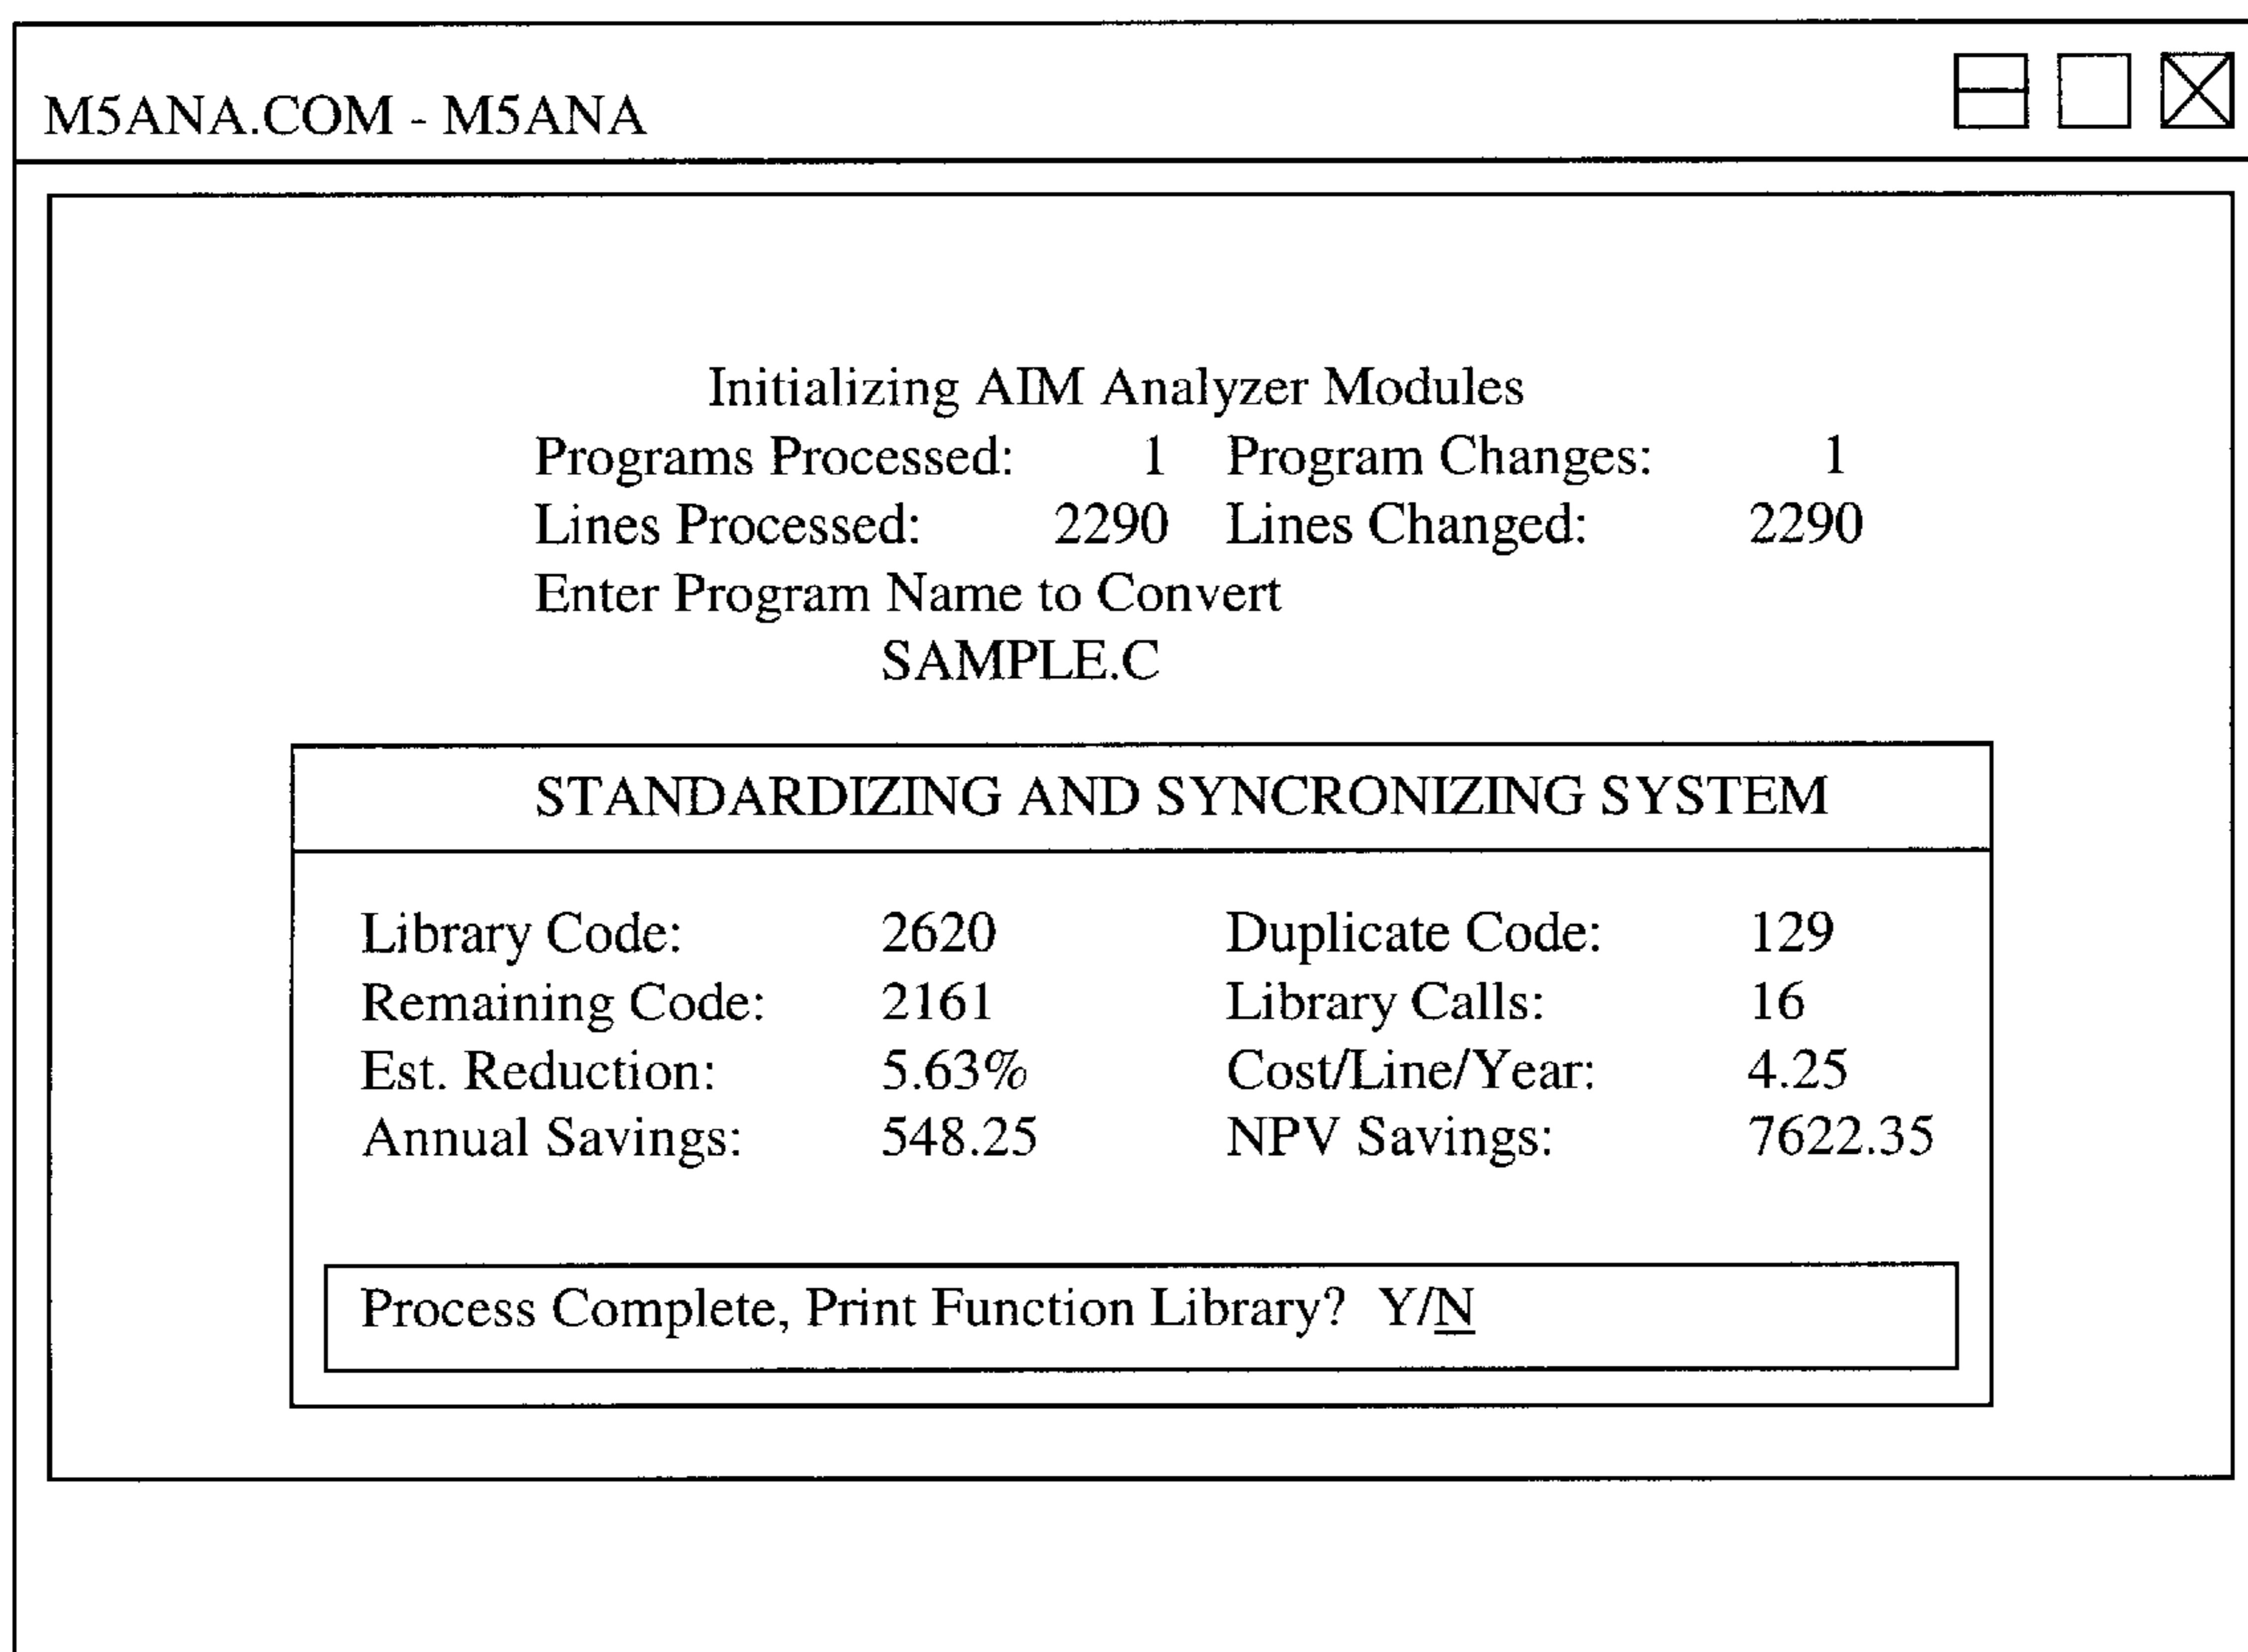 M5ANA.COM - M5ANA
Initializing AIM Analyzer Modules
Programs Processed: 1 Program Changes: 1
Lines Processed: 2290 Lines Changed: 2290
Enter Program Name to Convert
SAMPLE.C
STANDARDIZING AND SYNCRONIZING SYSTEM
Library Code: 2620 Duplicate Code: 129
Remaining Code: 2161 Library Calls: 16
Est. Reduction: 5.63% Cost/Line/Year: 4.25
Annual Savings: 548.25 NPV Savings: 7622.35
Process Complete, Print Function Library? Y/N